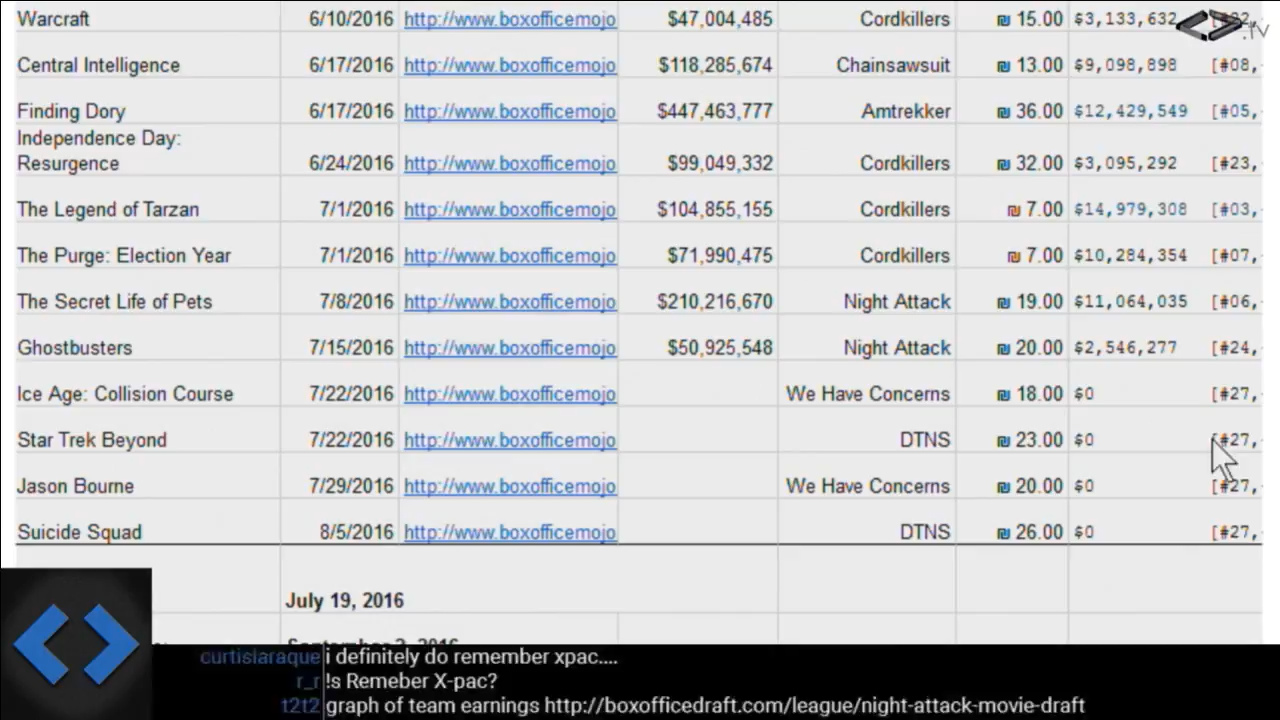 Warcraft 6/10/2016 http://www.boxofficemojo $47,004,485 Cordkillers ₪ 15.00 $3,133,632 [#22,
.tv
Central Intelligence 6/17/2016 http://www.boxofficemojo $118,285,674 Chainsawsuit ₪ 13.00 $9,098,898 [#08,
Finding Dory 6/17/2016 http://www.boxofficemojo $447,463,777 Amtrekker ₪ 36.00 $12,429,549 [#05,
Independence Day:
Resurgence 6/24/2016 http://www.boxofficemojo $99,049,332 Cordkillers ₪ 32.00 $3,095,292 [#23,
The Legend of Tarzan 7/1/2016 http://www.boxofficemojo $104,855,155 Cordkillers ₪ 7.00 $14,979,308 [#03,
The Purge: Election Year 7/1/2016 http://www.boxofficemojo $71,990,475 Cordkillers ₪ 7.00 $10,284,354 [#07,
The Secret Life of Pets 7/8/2016 http://www.boxofficemojo $210,216,670 Night Attack ₪ 19.00 $11,064,035 [#06,
Ghostbusters 7/15/2016 http://www.boxofficemojo $50,925,548 Night Attack ₪ 20.00 $2,546,277 [#24,
Ice Age: Collision Course 7/22/2016 http://www.boxofficemojo We Have Concerns ₪ 18.00 $0 [#27,
Star Trek Beyond 7/22/2016 http://www.boxofficemojo DTNS ₪ 23.00 $0 [#27,
Jason Bourne 7/29/2016 http://www.boxofficemojo We Have Concerns ₪ 20.00 $0 [#27,
Suicide Squad 8/5/2016 http://www.boxofficemojo DTNS ₪ 26.00 $0 [#27,
July 19, 2016
curtislaraque i definitely do remember xpac....
r_r !s Remeber X-pac?
t2t2 graph of team earnings http://boxofficedraft.com/league/night-attack-movie-draft